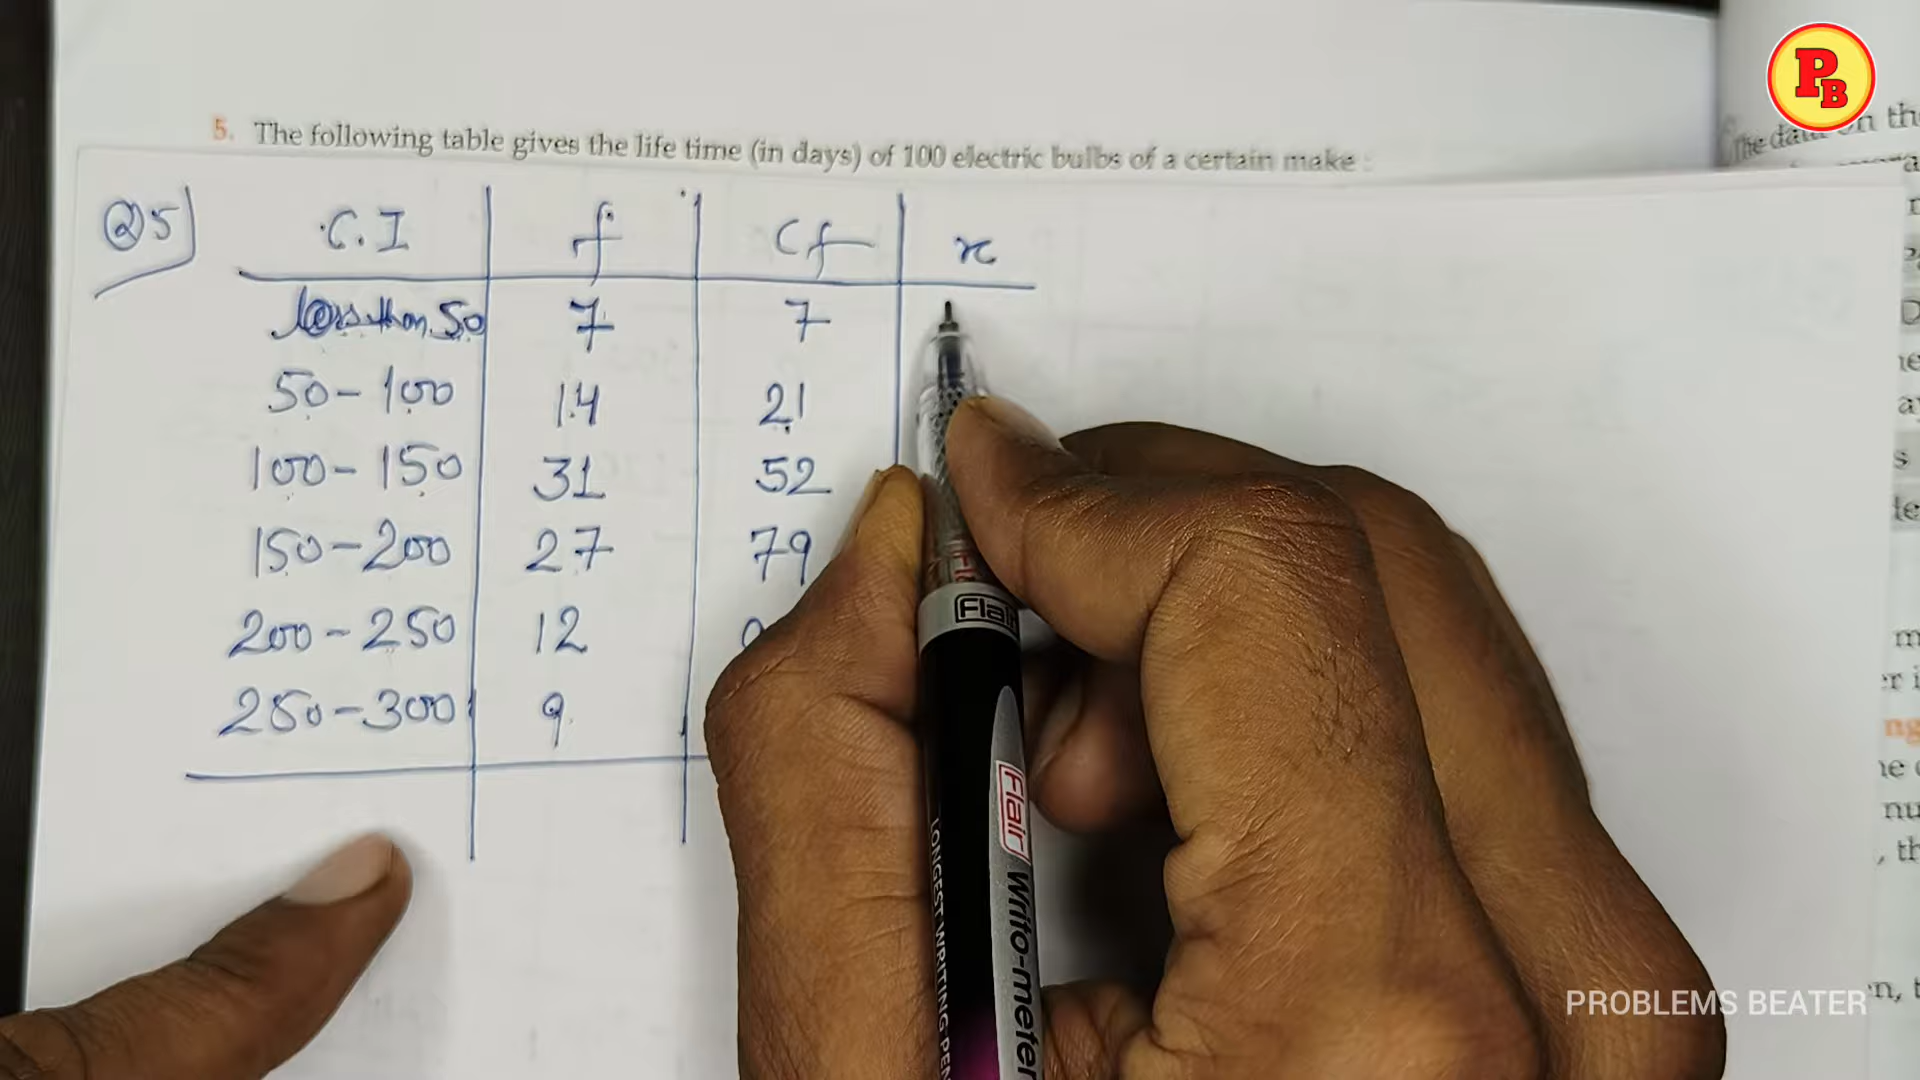 PB
5. The following table gives the life time (in days) of 100 electric bulbs of a certain make :
Q5) C.I f Cf x
less than 50 7 7
50-100 14 21
100-150 31 52
150-200 27 79
200-250 12
250-300 9
Flair
Flair Writo-meter
LONGEST WRITING PEN
PROBLEMS BEATER